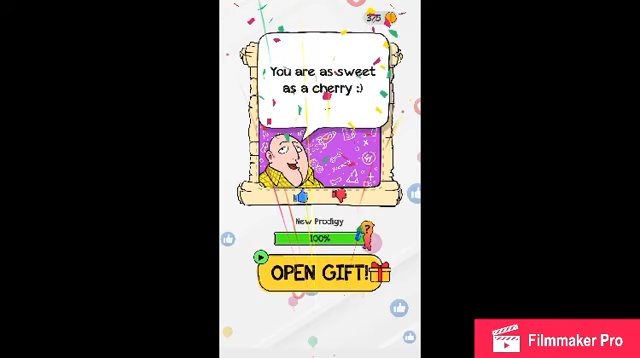 375
You are as sweet
as a cherry :)
New Prodigy
100%
?
OPEN GIFT!
Filmmaker Pro